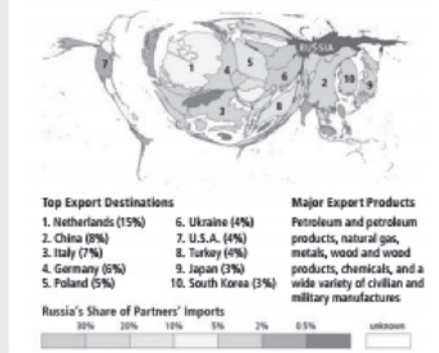 RUSSIA
1
2
3
4
5
6
7
8
9
10
Top Export Destinations
1. Netherlands (15%)
2. China (8%)
3. Italy (7%)
4. Germany (6%)
5. Poland (5%)
6. Ukraine (4%)
7. U.S.A. (4%)
8. Turkey (4%)
9. Japan (3%)
10. South Korea (3%)
Major Export Products
Petroleum and petroleum
products, natural gas,
metals, wood and wood
products, chemicals, and a
wide variety of civilian and
military manufactures
Russia's Share of Partners' Imports
30% 20% 10% 5% 2% 0.5% unknown